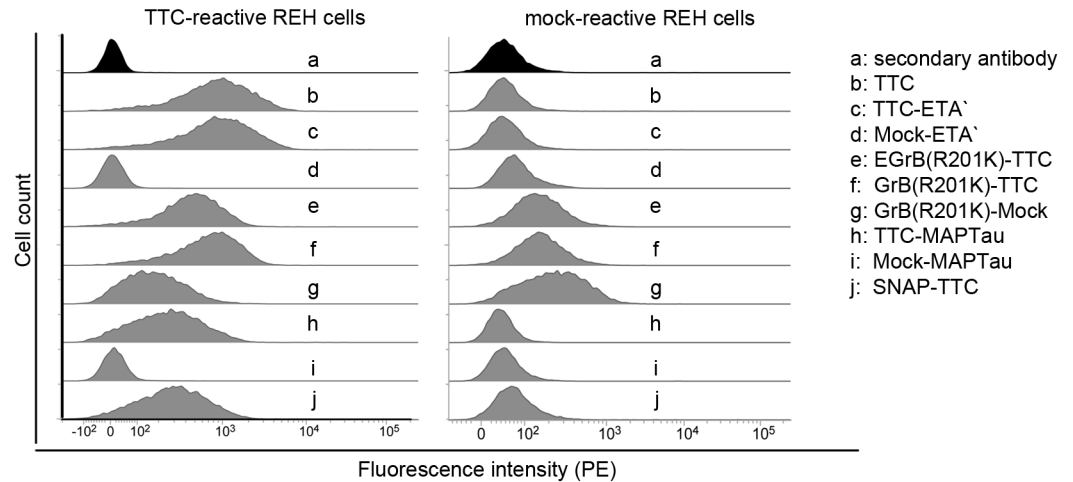 TTC-reactive REH cells
mock-reactive REH cells
Cell count
a
b
c
d
e
f
g
h
i
j
a
b
c
d
e
f
g
h
i
j
-10² 0 10² 10³ 10⁴ 10⁵
0 10² 10³ 10⁴ 10⁵
Fluorescence intensity (PE)
a: secondary antibody
b: TTC
c: TTC-ETA`
d: Mock-ETA`
e: EGrB(R201K)-TTC
f: GrB(R201K)-TTC
g: GrB(R201K)-Mock
h: TTC-MAPTau
i: Mock-MAPTau
j: SNAP-TTC